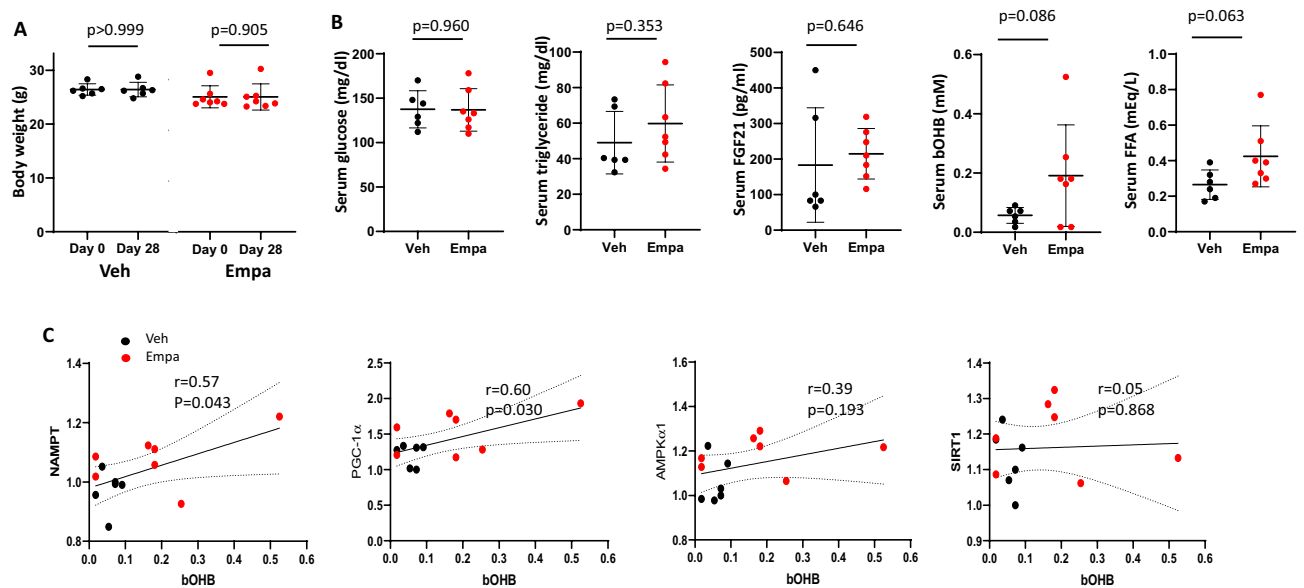 A
p>0.999
p=0.905
Body weight (g)
30
20
10
0
Day 0
Day 28
Day 0
Day 28
Veh
Empa
B
p=0.960
Serum glucose (mg/dl)
200
150
100
50
0
Veh
Empa
p=0.353
Serum triglyceride (mg/dl)
100
80
60
40
20
0
Veh
Empa
p=0.646
Serum FGF21 (pg/ml)
500
400
300
200
100
0
Veh
Empa
p=0.086
Serum bOHB (mM)
0.6
0.4
0.2
0.0
Veh
Empa
p=0.063
Serum FFA (mEq/L)
1.0
0.8
0.6
0.4
0.2
0.0
Veh
Empa
C
Veh
Empa
r=0.57
P=0.043
NAMPT
1.4
1.2
1.0
0.8
0.0
0.1
0.2
0.3
0.4
0.5
0.6
bOHB
r=0.60
p=0.030
PGC-1α
2.5
2.0
1.5
1.0
0.5
0.0
0.0
0.1
0.2
0.3
0.4
0.5
0.6
bOHB
r=0.39
p=0.193
AMPKα1
1.6
1.4
1.2
1.0
0.8
0.0
0.1
0.2
0.3
0.4
0.5
0.6
bOHB
r=0.05
p=0.868
SIRT1
1.4
1.3
1.2
1.1
1.0
0.9
0.0
0.1
0.2
0.3
0.4
0.5
0.6
bOHB